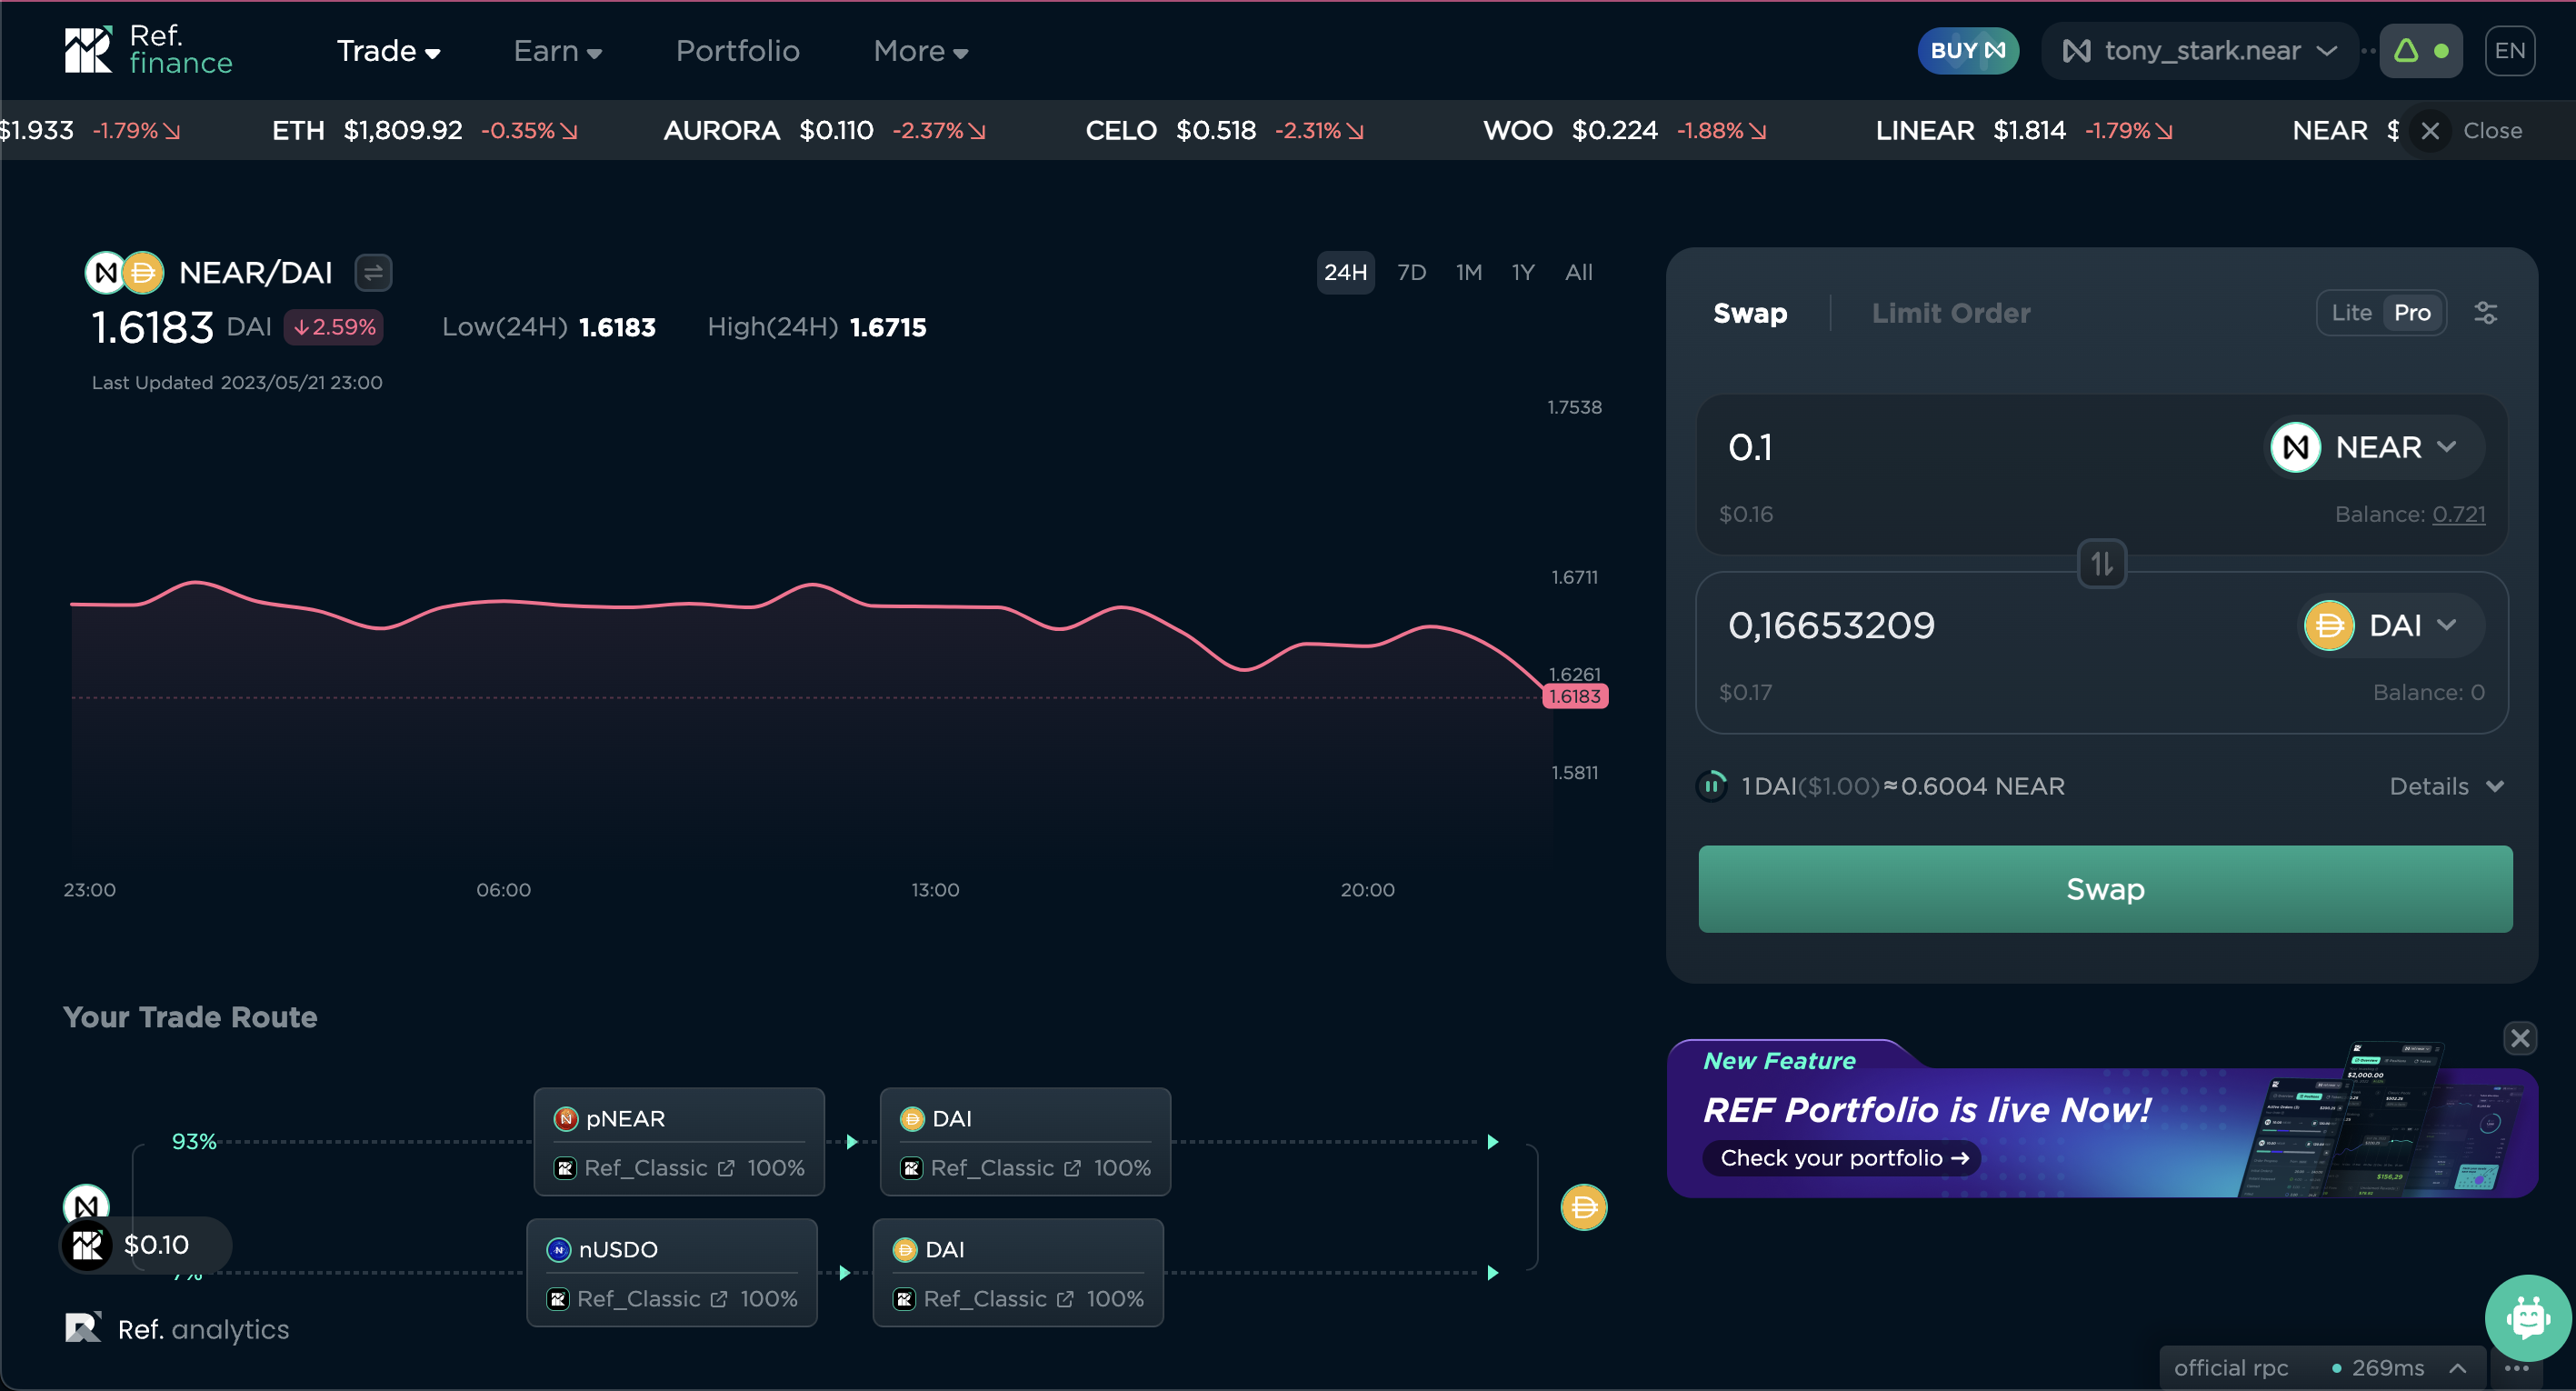 Ref.
finance
Trade
Earn
Portfolio
More
BUY
tony_stark.near
EN
$1.933 -1.79%
ETH $1,809.92 -0.35%
AURORA $0.110 -2.37%
CELO $0.518 -2.31%
WOO $0.224 -1.88%
LINEAR $1.814 -1.79%
NEAR $
Close
NEAR/DAI
24H 7D 1M 1Y All
1.6183 DAI ↓2.59% Low(24H) 1.6183 High(24H) 1.6715
Last Updated 2023/05/21 23:00
1.7538
1.6711
1.6261
1.6183
1.5811
23:00 06:00 13:00 20:00
Swap
Limit Order
Lite Pro
0.1 NEAR
$0.16 Balance: 0.721
0,16653209 DAI
$0.17 Balance: 0
1 DAI($1.00)≈0.6004 NEAR
Details
Swap
Your Trade Route
93%
pNEAR
Ref_Classic 100%
DAI
Ref_Classic 100%
$0.10
7%
nUSDO
Ref_Classic 100%
DAI
Ref_Classic 100%
Ref. analytics
New Feature
REF Portfolio is live Now!
Check your portfolio →
$2,000.00
$156,29
official rpc 269ms